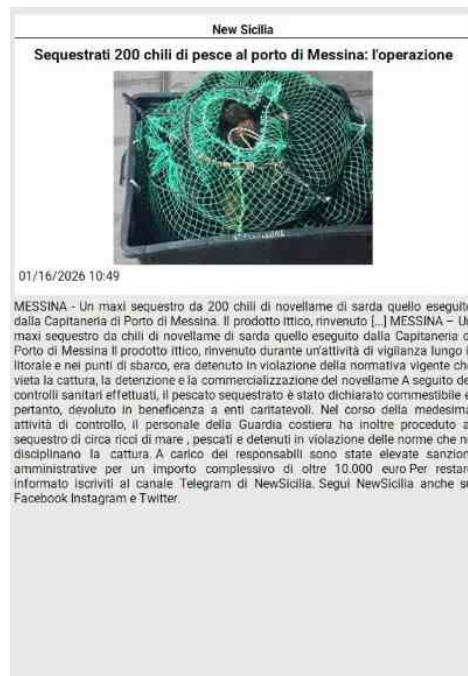 New Sicilia
Sequestrati 200 chili di pesce al porto di Messina: l'operazione
01/16/2026 10:49
MESSINA - Un maxi sequestro da 200 chili di novellame di sarda quello eseguito
dalla Capitaneria di Porto di Messina. Il prodotto ittico, rinvenuto [...] MESSINA – Un
maxi sequestro da chili di novellame di sarda quello eseguito dalla Capitaneria d
Porto di Messina Il prodotto ittico, rinvenuto durante un'attività di vigilanza lungo i
litorale e nei punti di sbarco, era detenuto in violazione della normativa vigente che
vieta la cattura, la detenzione e la commercializzazione del novellame A seguito de
controlli sanitari effettuati, il pescato sequestrato è stato dichiarato commestibile e
pertanto, devoluto in beneficenza a enti caritatevoli. Nel corso della medesima
attività di controllo, il personale della Guardia costiera ha inoltre proceduto a
sequestro di circa ricci di mare , pescati e detenuti in violazione delle norme che ne
disciplinano la cattura. A carico dei responsabili sono state elevate sanzion
amministrative per un importo complessivo di oltre 10.000 euro Per restare
informato iscriviti al canale Telegram di NewSicilia. Segui NewSicilia anche su
Facebook Instagram e Twitter.